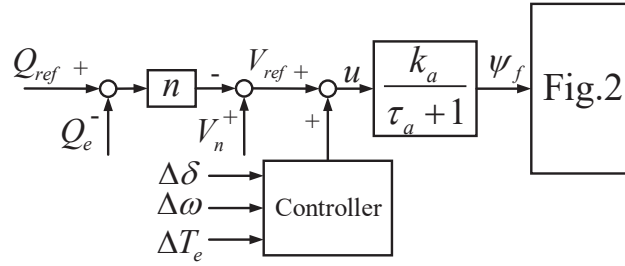 Q_ref + n - V_ref + u k_a ψ_f Fig.2
τ_a + 1
Q_e - V_n + +
Δδ
Δω Controller
ΔT_e